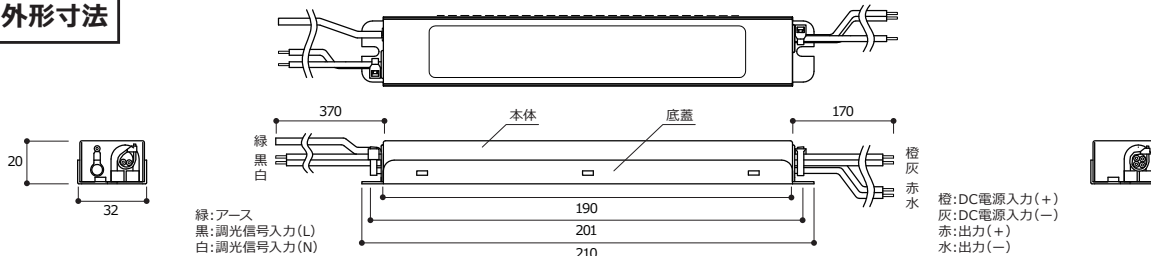 外形寸法
370
本体
底蓋
170
緑
黒
白
橙
灰
赤
水
20
32
190
201
210
緑:アース
黒:調光信号入力(L)
白:調光信号入力(N)
橙:DC電源入力(+)
灰:DC電源入力(−)
赤:出力(+)
水:出力(−)